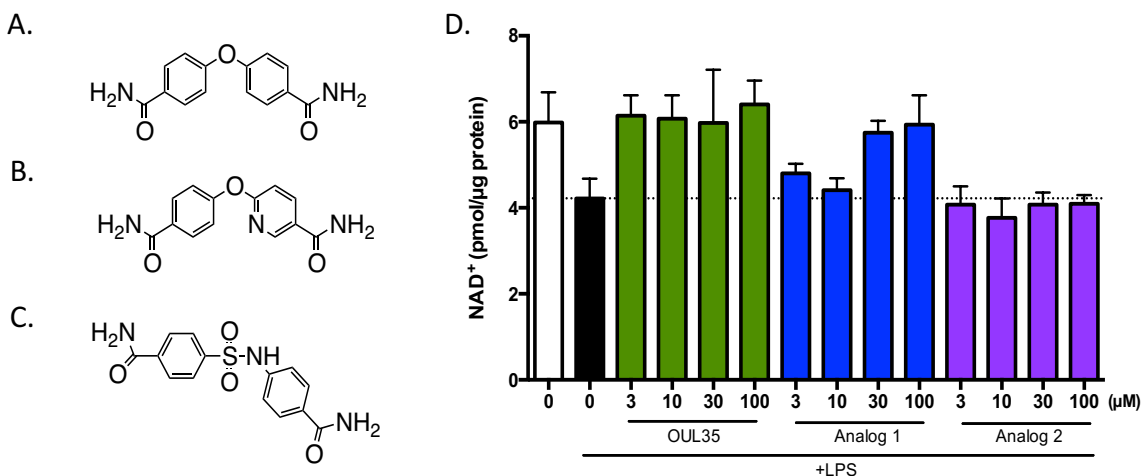 A.
O
H₂N
NH₂
O
O
B.
O
H₂N
N
NH₂
O
O
C.
H₂N
O
O
S
NH
O
NH₂
O
D.
NAD⁺ (pmol/μg protein)
8
6
4
2
0
0 0 3 10 30 100 3 10 30 100 3 10 30 100 (μM)
OUL35 Analog 1 Analog 2
+LPS